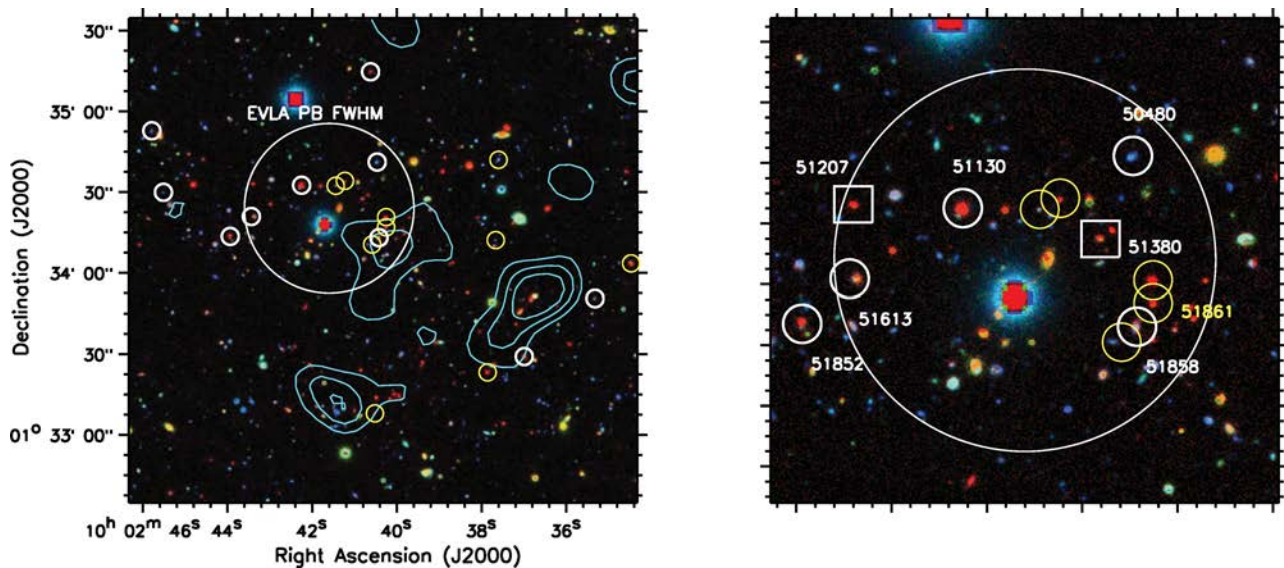 30"
35' 00"
EVLA PB FWHM
30"
34' 00"
30"
01° 33' 00"
10ʰ 02ᵐ 46ˢ 44ˢ 42ˢ 40ˢ 38ˢ 36ˢ
Right Ascension (J2000)
Declination (J2000)
50480
51207
51130
51380
51861
51613
51852
51858